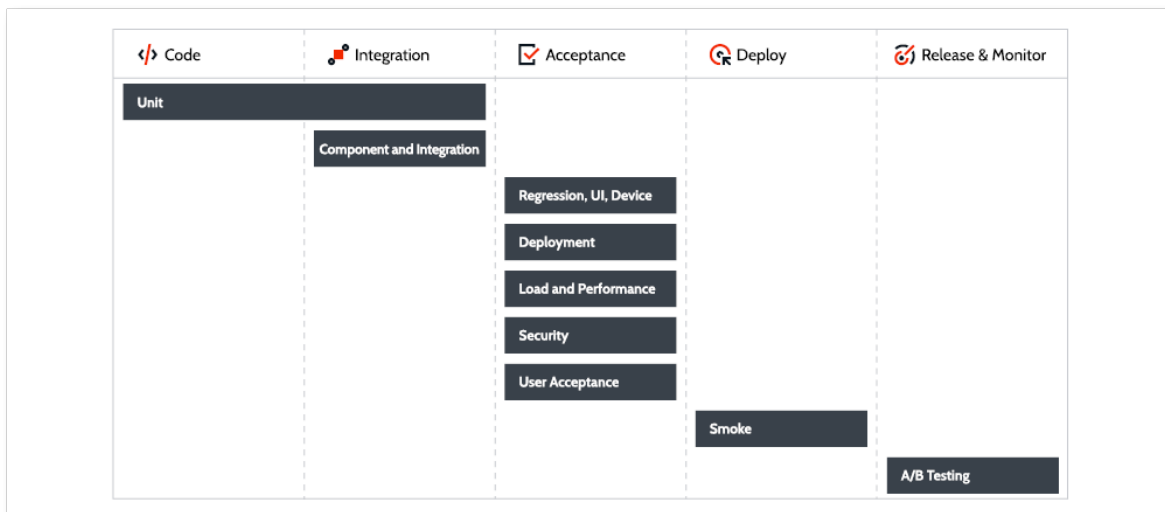 Code
Integration
Acceptance
Deploy
Release & Monitor
Unit
Component and Integration
Regression, UI, Device
Deployment
Load and Performance
Security
User Acceptance
Smoke
A/B Testing